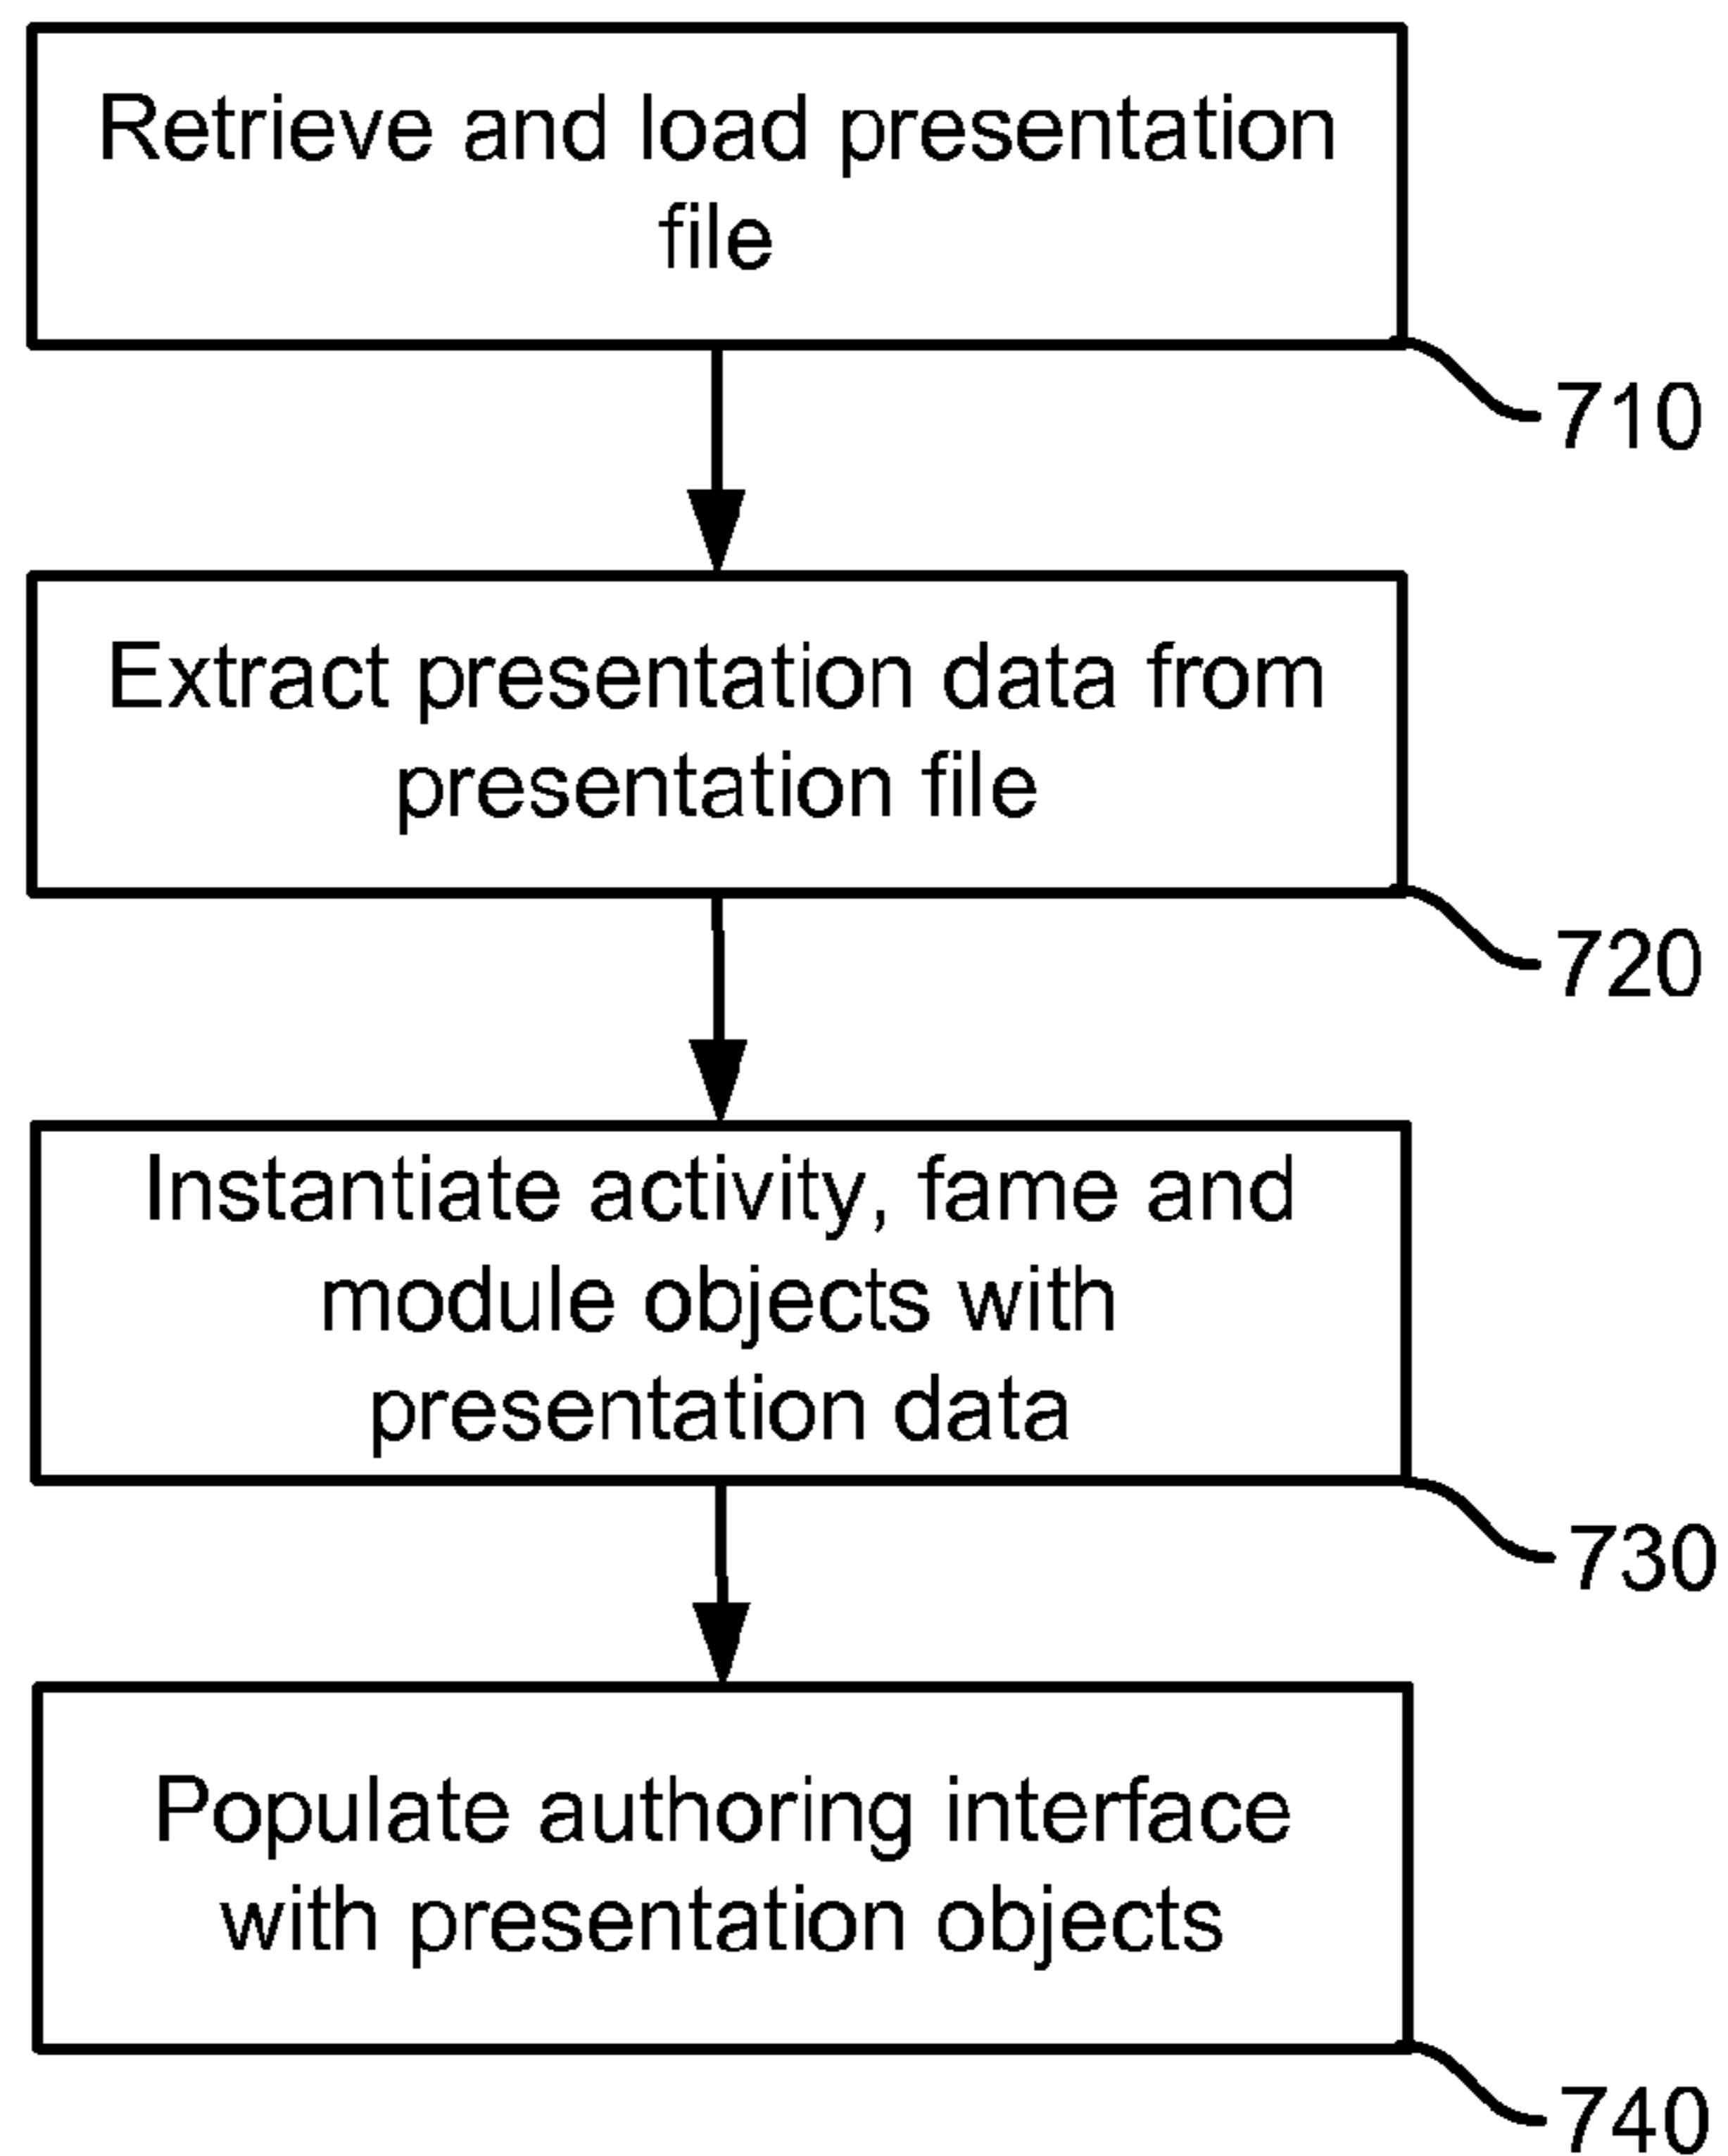 Retrieve and load presentation
file
710
Extract presentation data from
presentation file
720
Instantiate activity, fame and
module objects with
presentation data
730
Populate authoring interface
with presentation objects
740